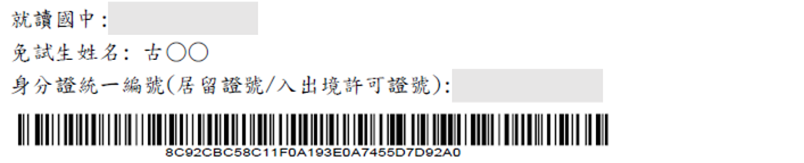 就讀國中:
免試生姓名: 古○○
身分證統一編號(居留證號/入出境許可證號):
8C92CBC58C11F0A193E0A7455D7D92A0